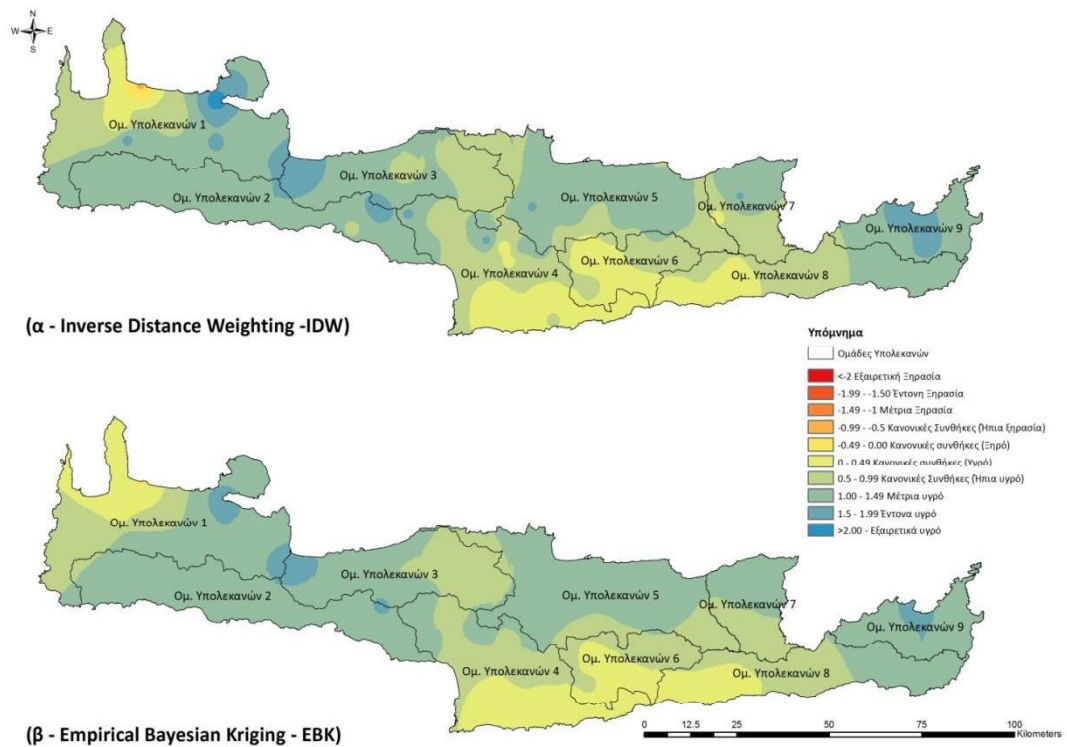 N
W E
S
Ομ. Υπολεκανών 1
Ομ. Υπολεκανών 2
Ομ. Υπολεκανών 3
Ομ. Υπολεκανών 5
Ομ. Υπολεκανών 7
Ομ. Υπολεκανών 9
Ομ. Υπολεκανών 4
Ομ. Υπολεκανών 6
Ομ. Υπολεκανών 8
(α - Inverse Distance Weighting -IDW)
Υπόμνημα
Ομάδες Υπολεκανών
<-2 Εξαιρετική Ξηρασία
-1.99 - -1.50 Έντονη Ξηρασία
-1.49 - -1 Μέτρια Ξηρασία
-0.99 - -0.5 Κανονικές Συνθήκες (Ήπια ξηρασία)
-0.49 - 0.00 Κανονικές συνθήκες (Ξηρό)
0 - 0.49 Κανονικές συνθήκες (Υγρό)
0.5 - 0.99 Κανονικές Συνθήκες (Ήπια υγρό)
1.00 - 1.49 Μέτρια υγρό
1.5 - 1.99 Έντονα υγρό
>2.00 - Εξαιρετικά υγρό
Ομ. Υπολεκανών 1
Ομ. Υπολεκανών 2
Ομ. Υπολεκανών 3
Ομ. Υπολεκανών 5
Ομ. Υπολεκανών 7
Ομ. Υπολεκανών 9
Ομ. Υπολεκανών 4
Ομ. Υπολεκανών 6
Ομ. Υπολεκανών 8
(β - Empirical Bayesian Kriging - EBK)
0 12.5 25 50 75 100
Kilometers